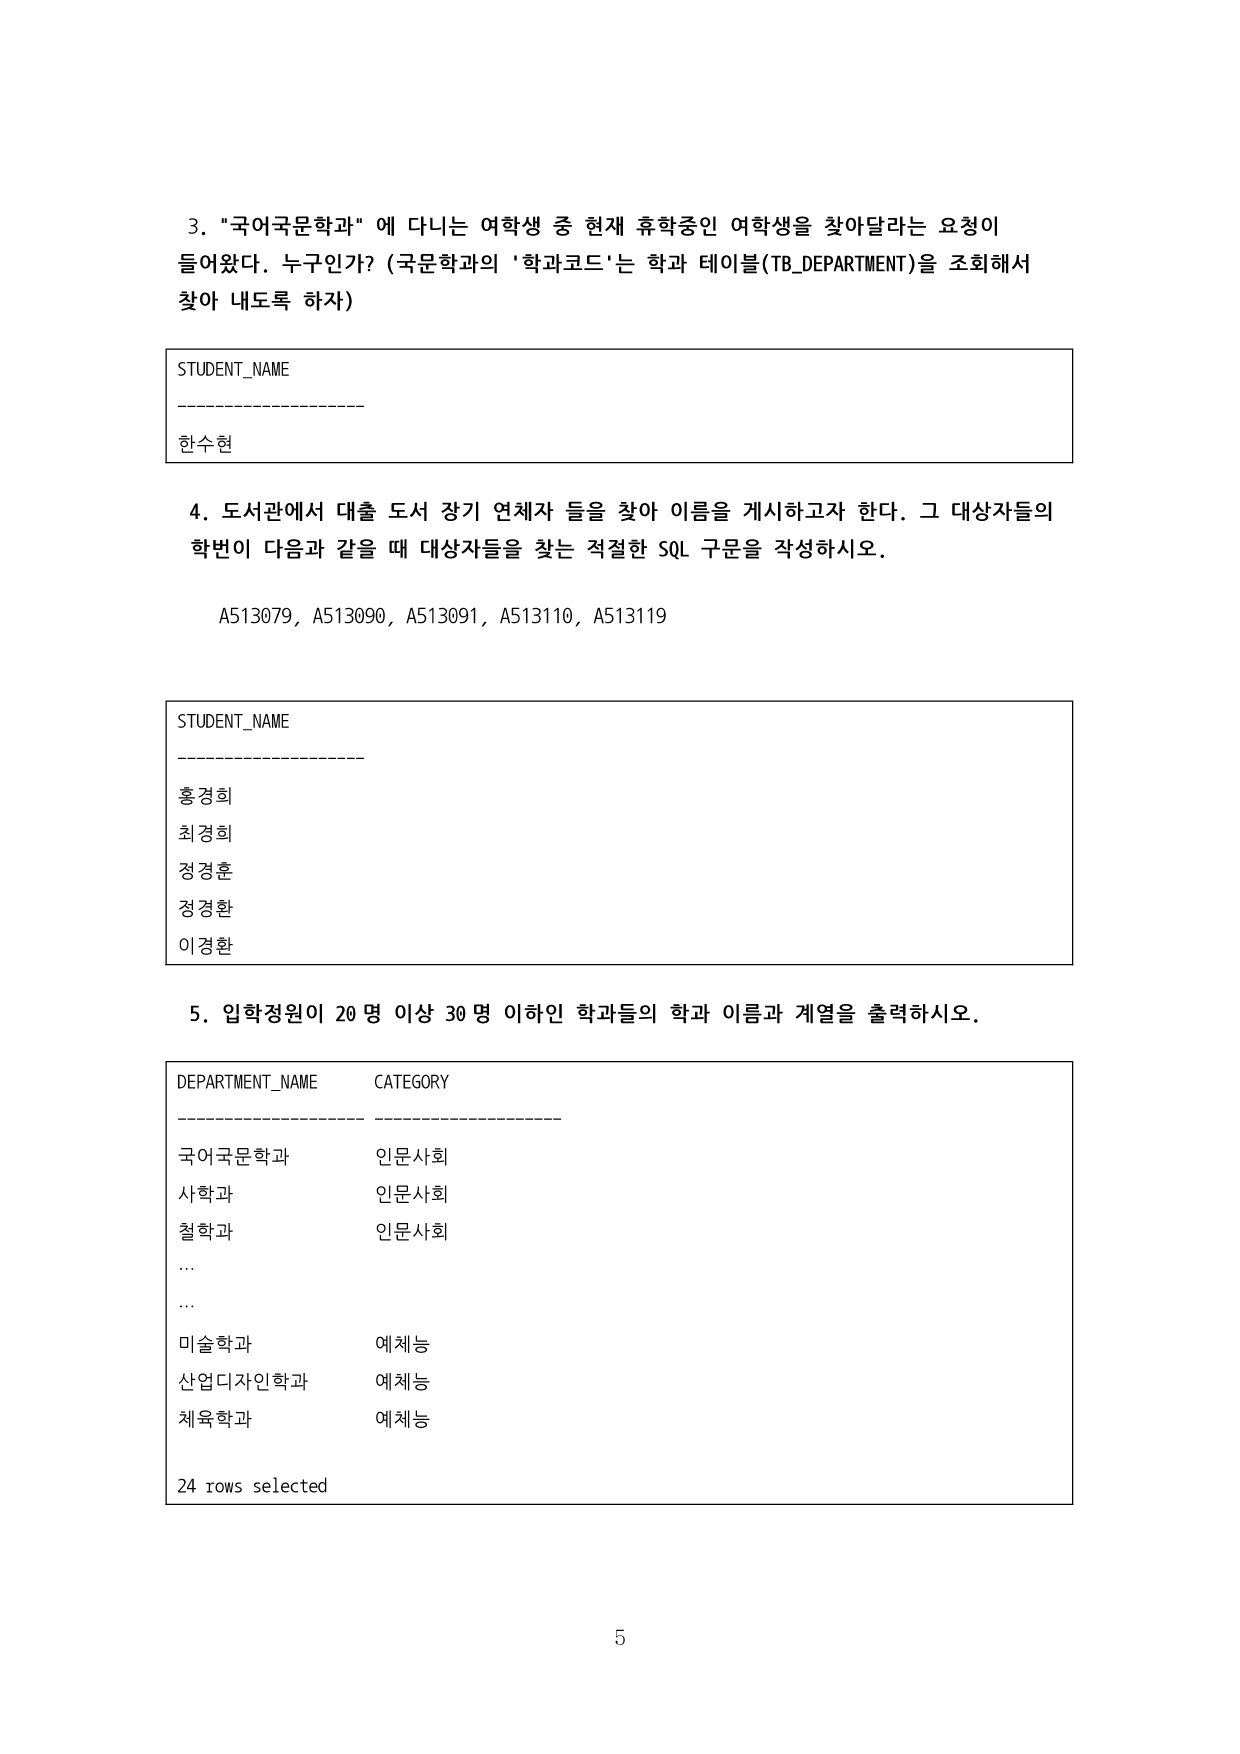 3. "국어국문학과" 에 다니는 여학생 중 현재 휴학중인 여학생을 찾아달라는 요청이
들어왔다. 누구인가? (국문학과의 '학과코드'는 학과 테이블(TB_DEPARTMENT)을 조회해서
찾아 내도록 하자)
STUDENT_NAME
--------------------
한수현
4. 도서관에서 대출 도서 장기 연체자 들을 찾아 이름을 게시하고자 한다. 그 대상자들의
학번이 다음과 같을 때 대상자들을 찾는 적절한 SQL 구문을 작성하시오.
A513079, A513090, A513091, A513110, A513119
STUDENT_NAME
--------------------
홍경희
최경희
정경훈
정경환
이경환
5. 입학정원이 20 명 이상 30 명 이하인 학과들의 학과 이름과 계열을 출력하시오.
DEPARTMENT_NAME CATEGORY
-------------------- --------------------
국어국문학과 인문사회
사학과 인문사회
철학과 인문사회
…
…
미술학과 예체능
산업디자인학과 예체능
체육학과 예체능
24 rows selected
5